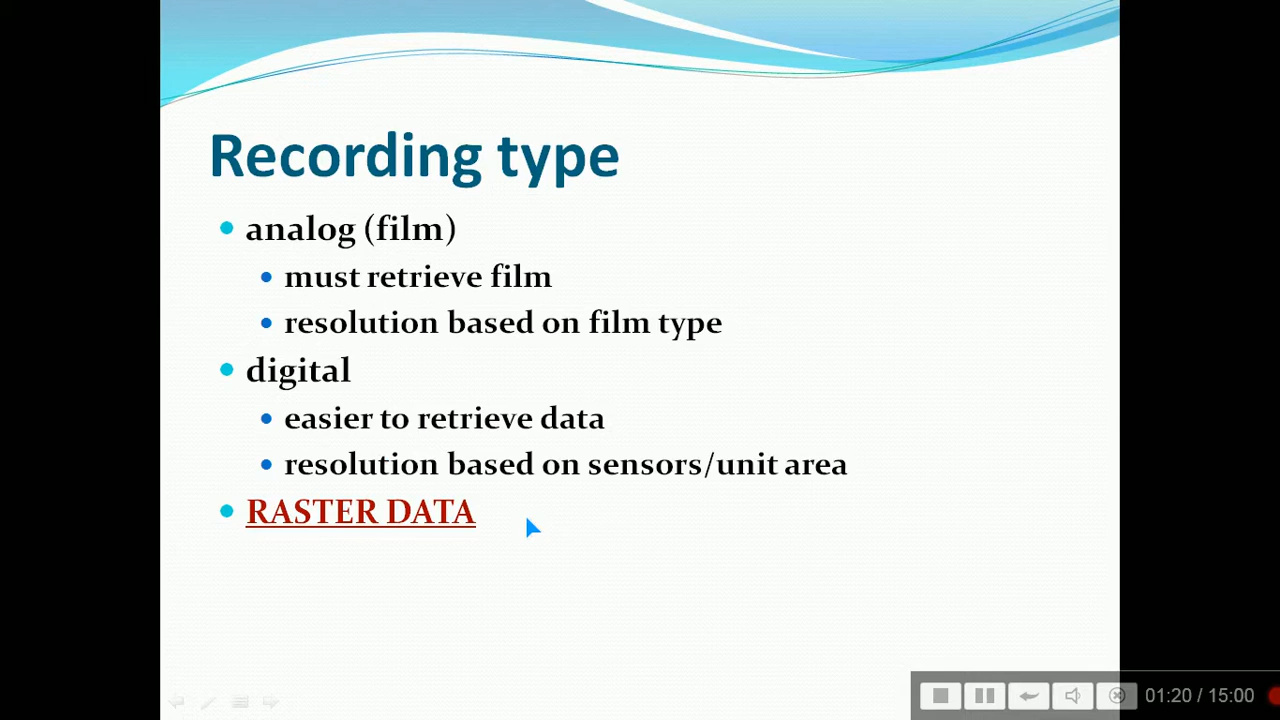 Recording type
analog (film)
must retrieve film
resolution based on film type
digital
easier to retrieve data
resolution based on sensors/unit area
RASTER DATA
01:20 / 15:00